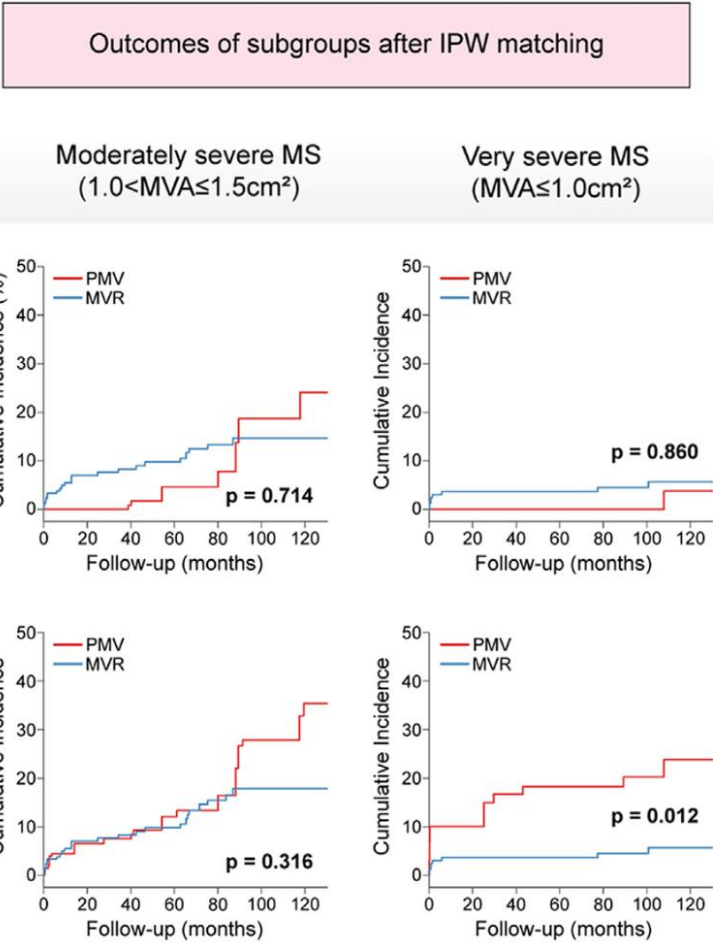 Outcomes of subgroups after IPW matching
Moderately severe MS
(1.0<MVA≤1.5cm²)
Very severe MS
(MVA≤1.0cm²)
50
40
30
20
10
0
PMV
MVR
p = 0.714
0 20 40 60 80 100 120
Follow-up (months)
Cumulative Incidence
50
40
30
20
10
0
PMV
MVR
p = 0.860
0 20 40 60 80 100 120
Follow-up (months)
50
40
30
20
10
0
PMV
MVR
p = 0.316
0 20 40 60 80 100 120
Follow-up (months)
Cumulative Incidence
50
40
30
20
10
0
PMV
MVR
p = 0.012
0 20 40 60 80 100 120
Follow-up (months)